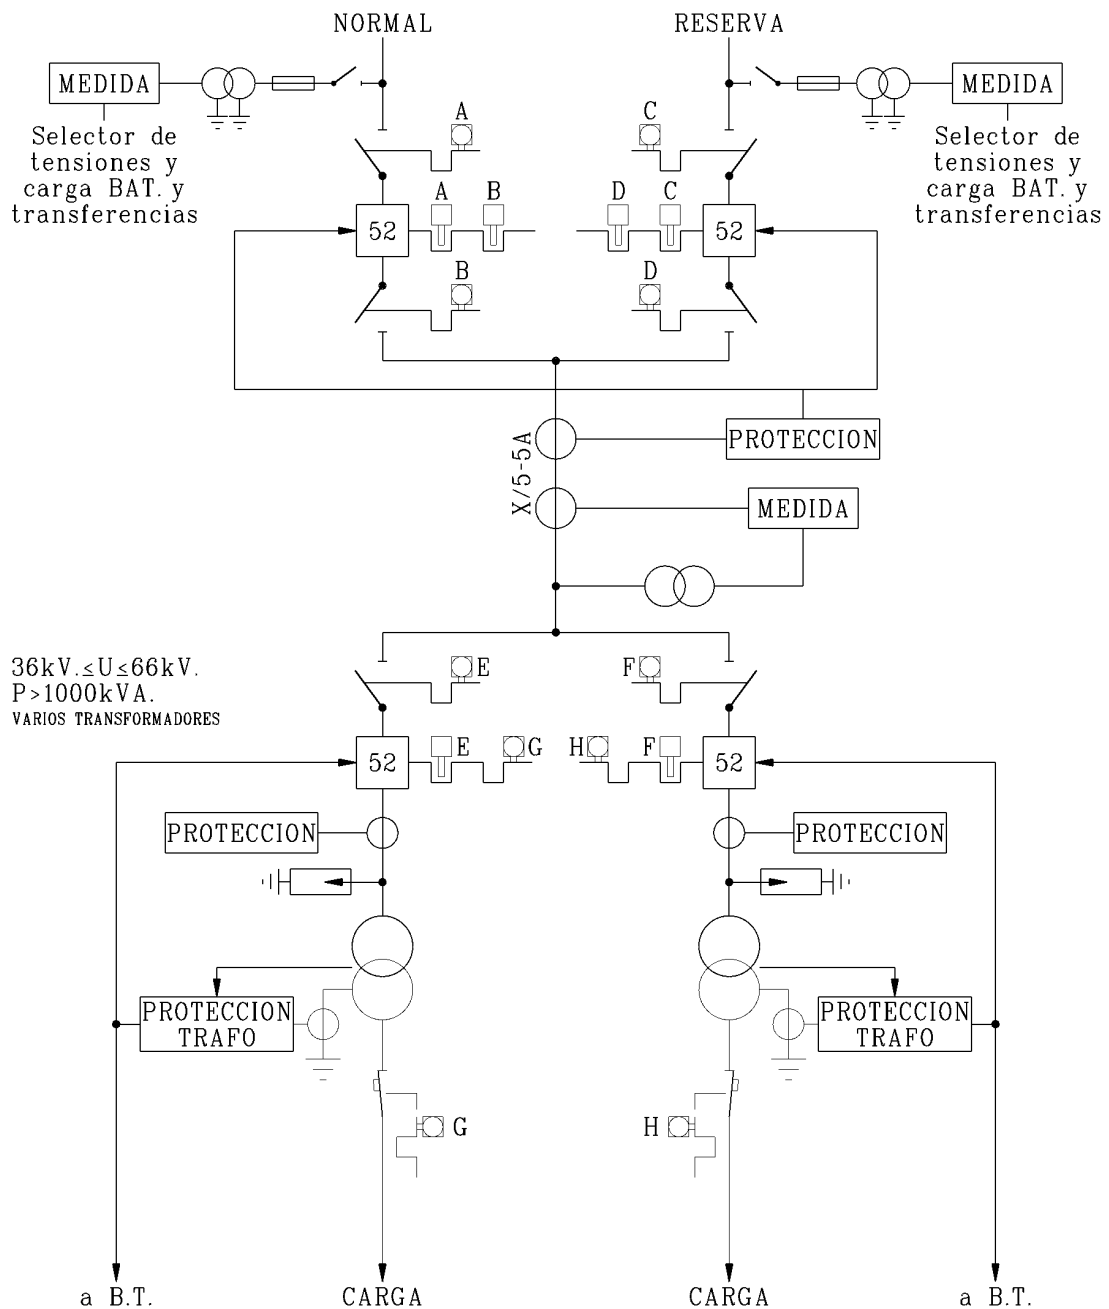 NORMAL
RESERVA
MEDIDA
MEDIDA
Selector de
tensiones y
carga BAT. y
transferencias
Selector de
tensiones y
carga BAT. y
transferencias
A
C
A
B
D
C
52
52
B
D
X/5-5A
PROTECCION
MEDIDA
36kV.≤U≤66kV.
P>1000kVA.
VARIOS TRANSFORMADORES
E
F
E
G
H
F
52
52
PROTECCION
PROTECCION
PROTECCION
TRAFO
PROTECCION
TRAFO
G
H
a B.T.
CARGA
CARGA
a B.T.